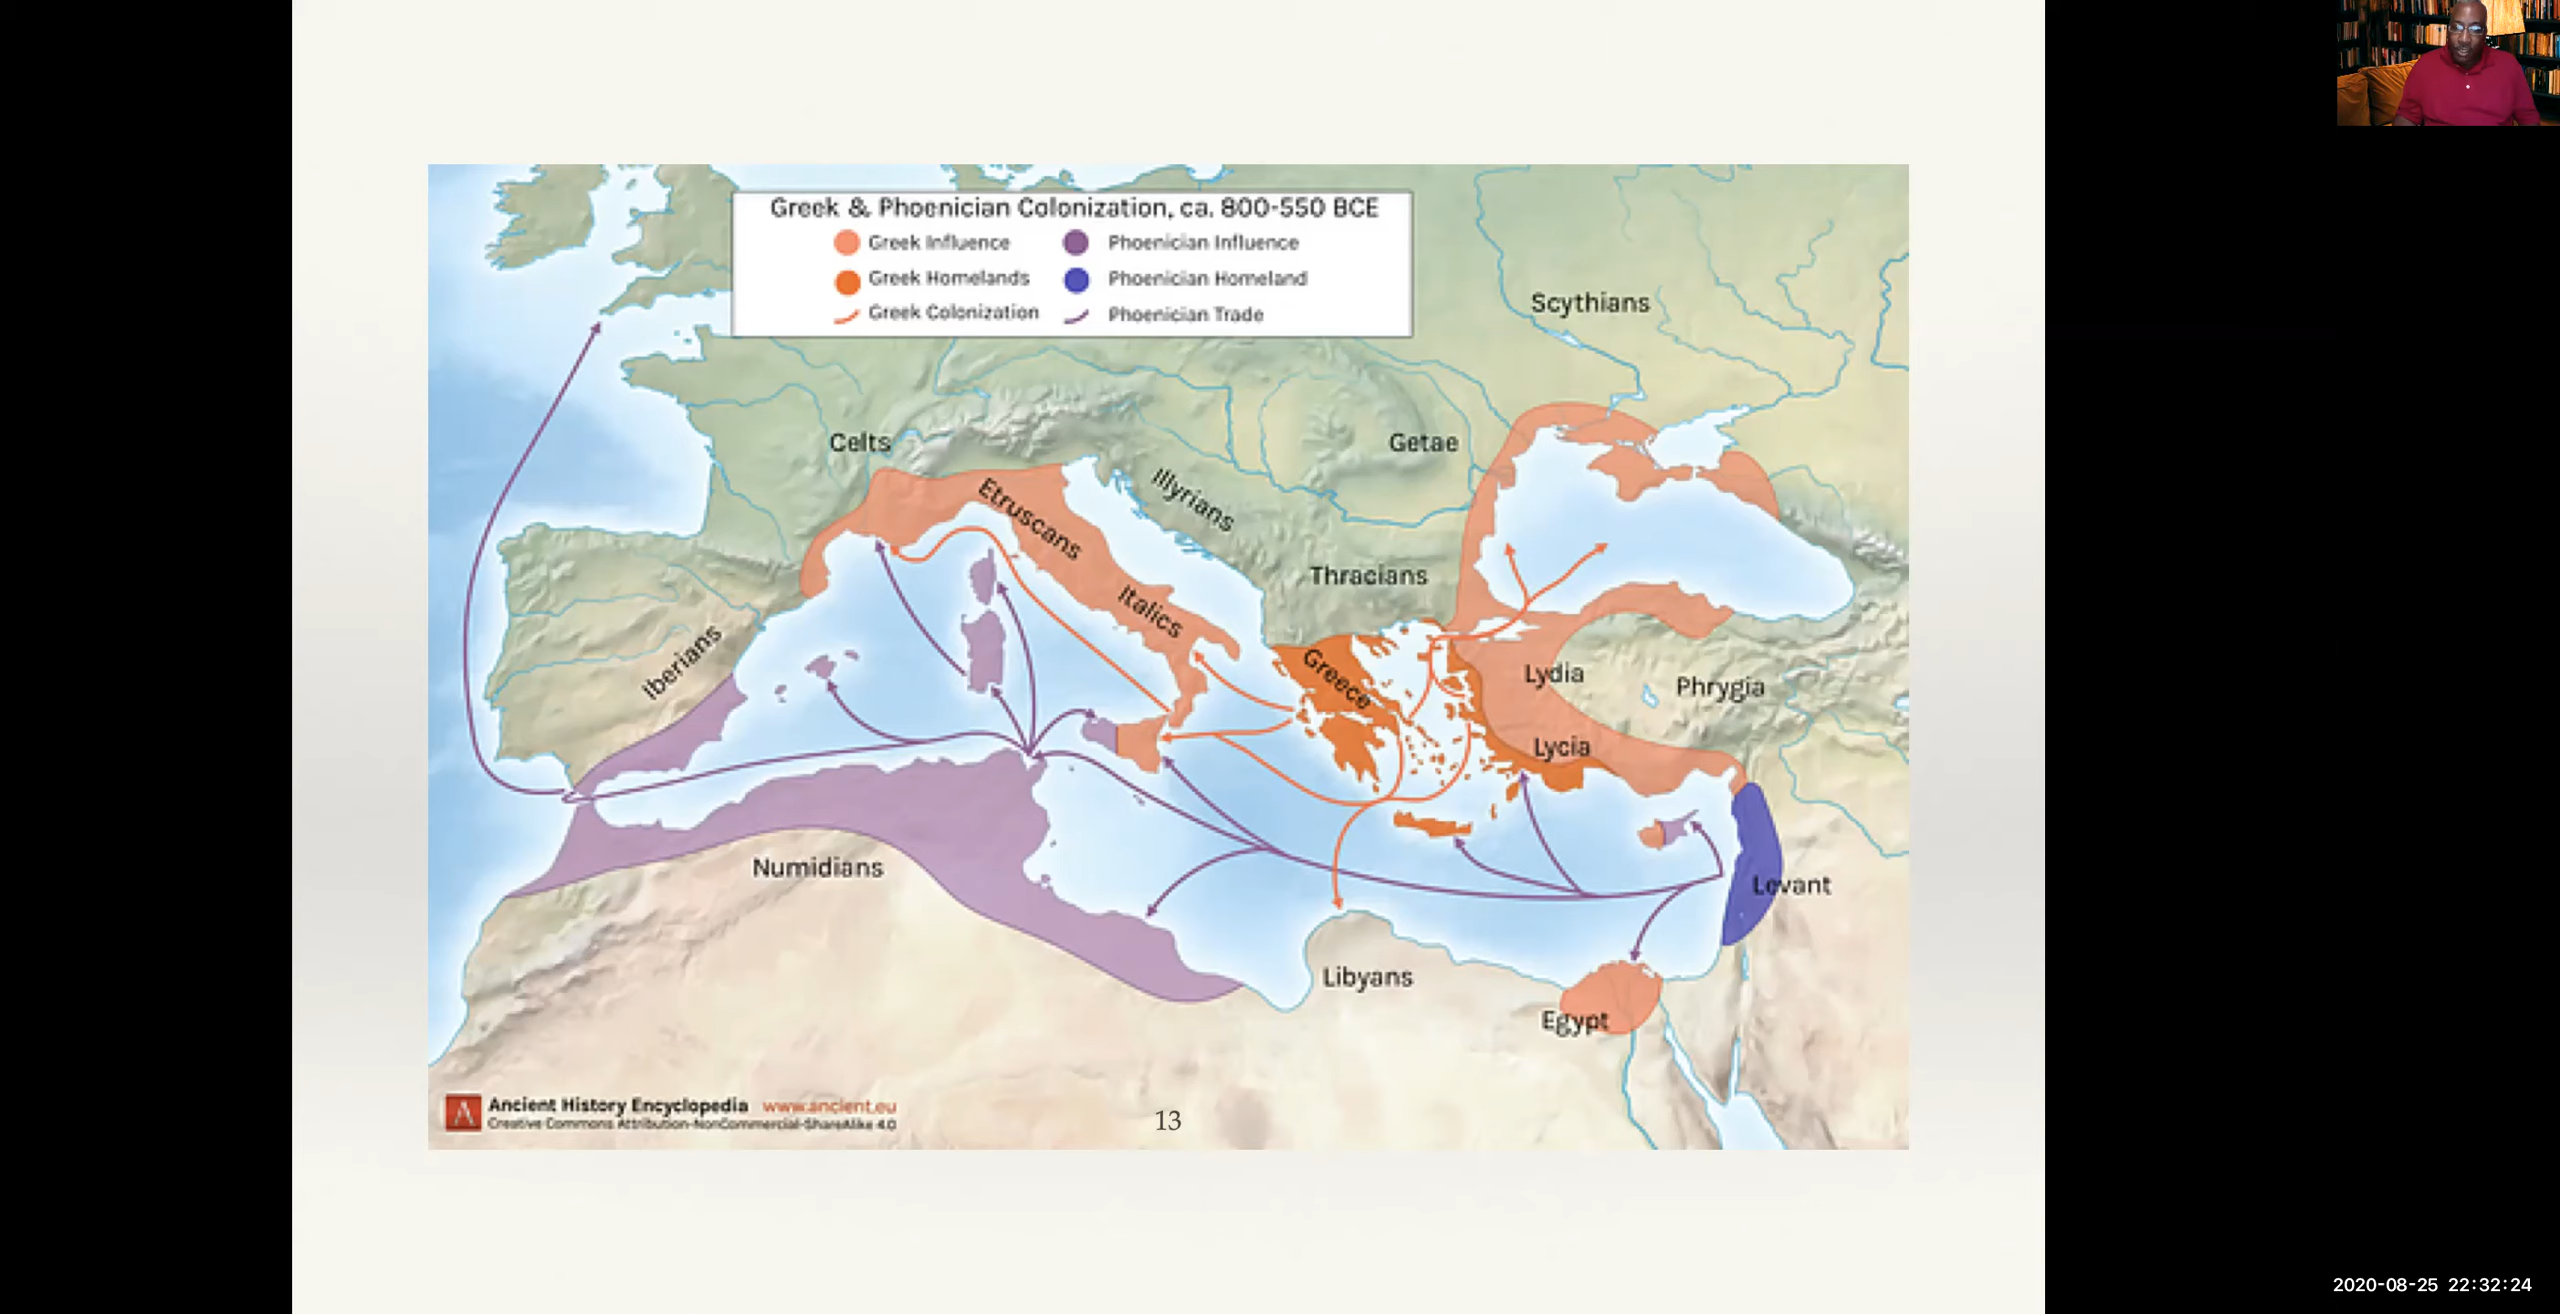 Greek & Phoenician Colonization, ca. 800-550 BCE
Greek Influence
Phoenician Influence
Greek Homelands
Phoenician Homeland
Greek Colonization
Phoenician Trade
Scythians
Celts
Getae
Etruscans
Illyrians
Thracians
Italics
Iberians
Greece
Lydia
Phrygia
Lycia
Numidians
Levant
Libyans
Egypt
A
Ancient History Encyclopedia www.ancient.eu
Creative Commons Attribution-NonCommercial-ShareAlike 4.0
13
2020-08-25 22:32:24